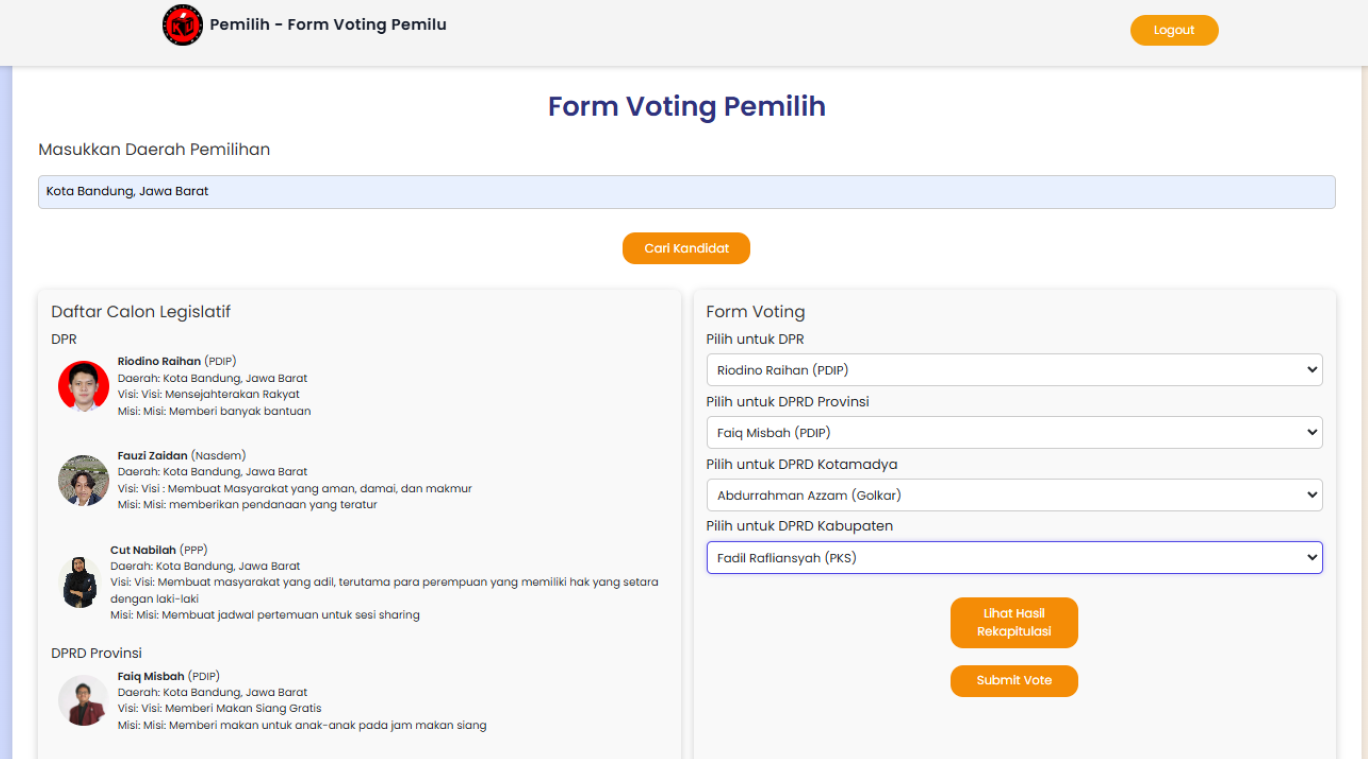 Pemilih - Form Voting Pemilu
Logout
Form Voting Pemilih
Masukkan Daerah Pemilihan
Kota Bandung, Jawa Barat
Cari Kandidat
Daftar Calon Legislatif
DPR
Riodino Raihan (PDIP)
Daerah: Kota Bandung, Jawa Barat
Visi: Visi: Mensejahterakan Rakyat
Misi: Misi: Memberi banyak bantuan
Fauzi Zaidan (Nasdem)
Daerah: Kota Bandung, Jawa Barat
Visi: Visi : Membuat Masyarakat yang aman, damai, dan makmur
Misi: Misi: memberikan pendanaan yang teratur
Cut Nabilah (PPP)
Daerah: Kota Bandung, Jawa Barat
Visi: Visi: Membuat masyarakat yang adil, terutama para perempuan yang memiliki hak yang setara
dengan laki-laki
Misi: Misi: Membuat jadwal pertemuan untuk sesi sharing
DPRD Provinsi
Faiq Misbah (PDIP)
Daerah: Kota Bandung, Jawa Barat
Visi: Visi: Memberi Makan Siang Gratis
Misi: Misi: Memberi makan untuk anak-anak pada jam makan siang
Form Voting
Pilih untuk DPR
Riodino Raihan (PDIP)
Pilih untuk DPRD Provinsi
Faiq Misbah (PDIP)
Pilih untuk DPRD Kotamadya
Abdurrahman Azzam (Golkar)
Pilih untuk DPRD Kabupaten
Fadil Rafliansyah (PKS)
Lihat Hasil
Rekapitulasi
Submit Vote